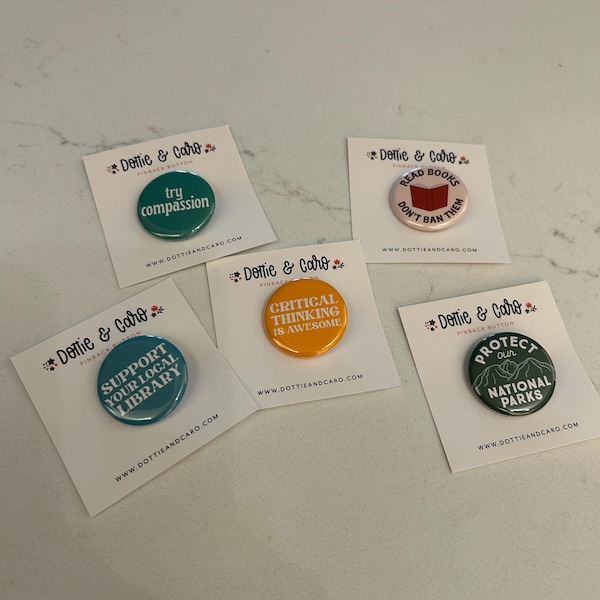 Dottie & Caro
PINBACK BUTTON
try
compassion
WWW.DOTTIEANDCARO.COM
Dottie & Caro
PINBACK BUTTON
READ BOOKS
DON'T BAN THEM
WWW.DOTTIEANDCARO.COM
Dottie & Caro
CRITICAL
THINKING
IS AWESOME
WWW.DOTTIEANDCARO.COM
Dottie & Caro
PINBACK BUTTON
SUPPORT
YOUR LOCAL
LIBRARY
WWW.DOTTIEANDCARO.COM
Dottie & Caro
PINBACK BUTTON
PROTECT
our
NATIONAL
PARKS
WWW.DOTTIEANDCARO.COM